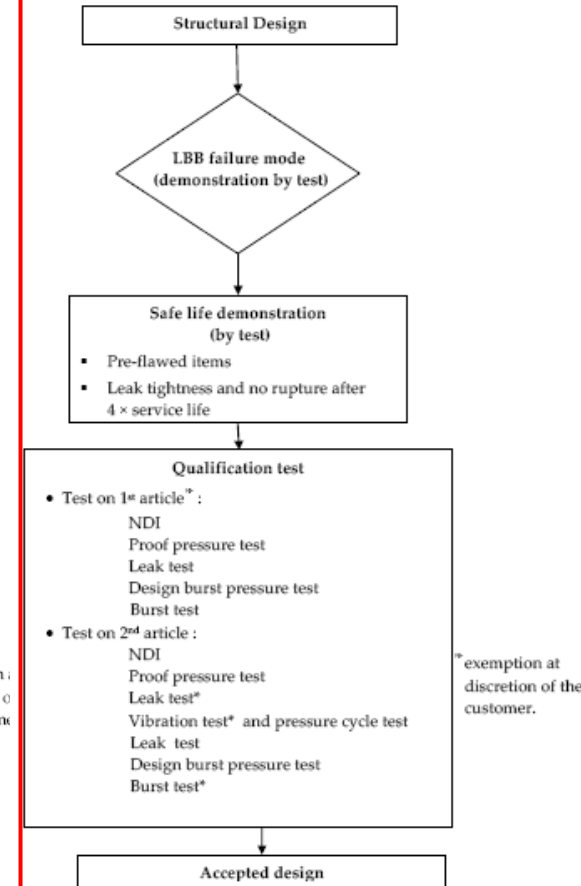 Structural Design
LBB failure mode
(demonstration by test)
Safe life demonstration
(by test)
▪ Pre-flawed items
▪ Leak tightness and no rupture after
4 × service life
Qualification test
• Test on 1st article* :
NDI
Proof pressure test
Leak test
Design burst pressure test
Burst test
• Test on 2nd article :
NDI
Proof pressure test
Leak test*
Vibration test* and pressure cycle test
Leak test
Design burst pressure test
Burst test*
* exemption at
discretion of the
customer.
Accepted design